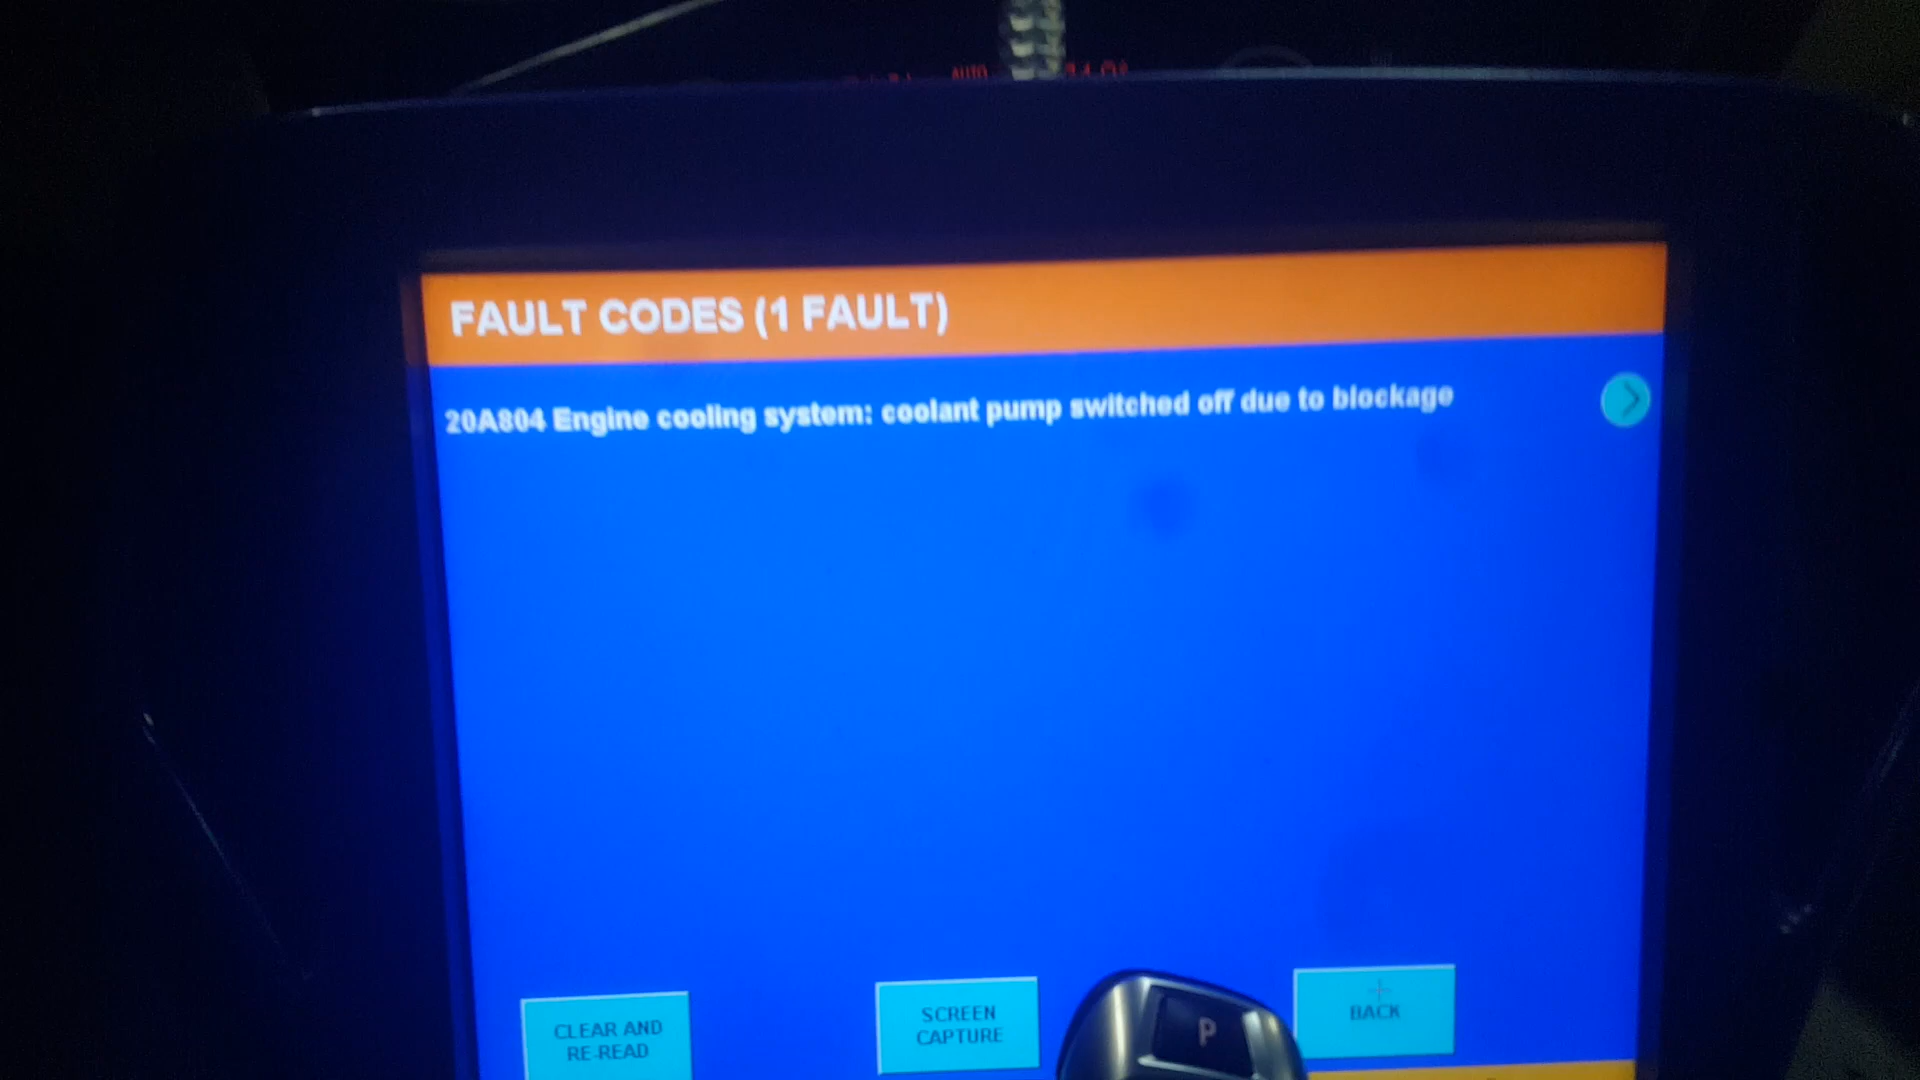 AUTO
FAULT CODES (1 FAULT)
20A804 Engine cooling system: coolant pump switched off due to blockage
CLEAR AND
RE-READ
SCREEN
CAPTURE
P
BACK